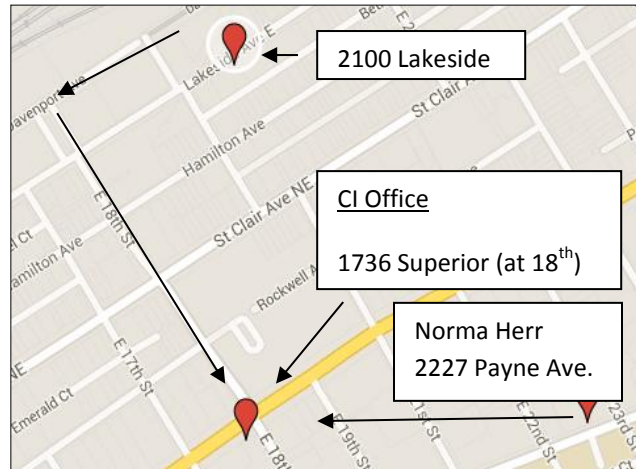 2100 Lakeside
Lakeside Ave E
Davenport Ave
Hamilton Ave
St Clair Ave
E 18th St
St Clair Ave NE
CI Office
1736 Superior (at 18th)
Hamilton Ave
Rockwell A
Norma Herr
2227 Payne Ave.
E 17th St
Emerald Ct
NE
E 18th
E 19th St
21st St
E 22nd St
23rd St